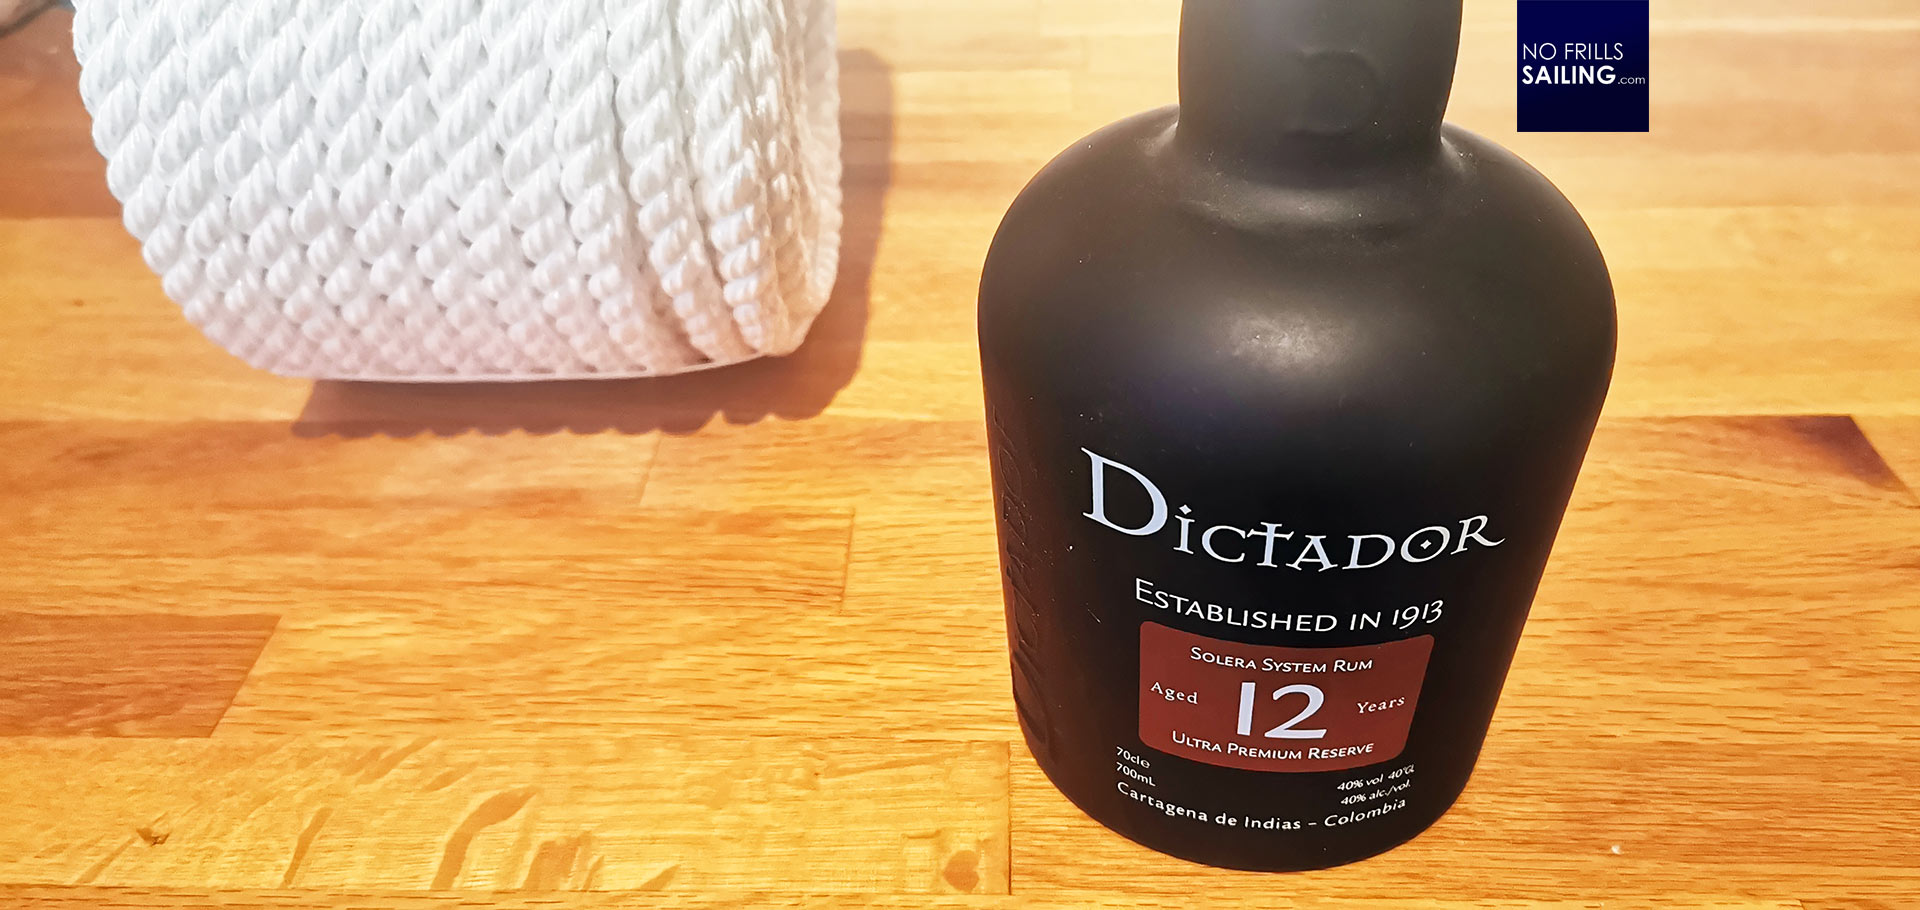 NO FRILLS
SAILING.com
DICTADOR
ESTABLISHED IN 1913
SOLERA SYSTEM RUM
Aged 12 Years
ULTRA PREMIUM RESERVE
70cle
700mL
40% vol 40°GL
40% alc./vol.
Cartagena de Indias – Colombia
DICTADOR